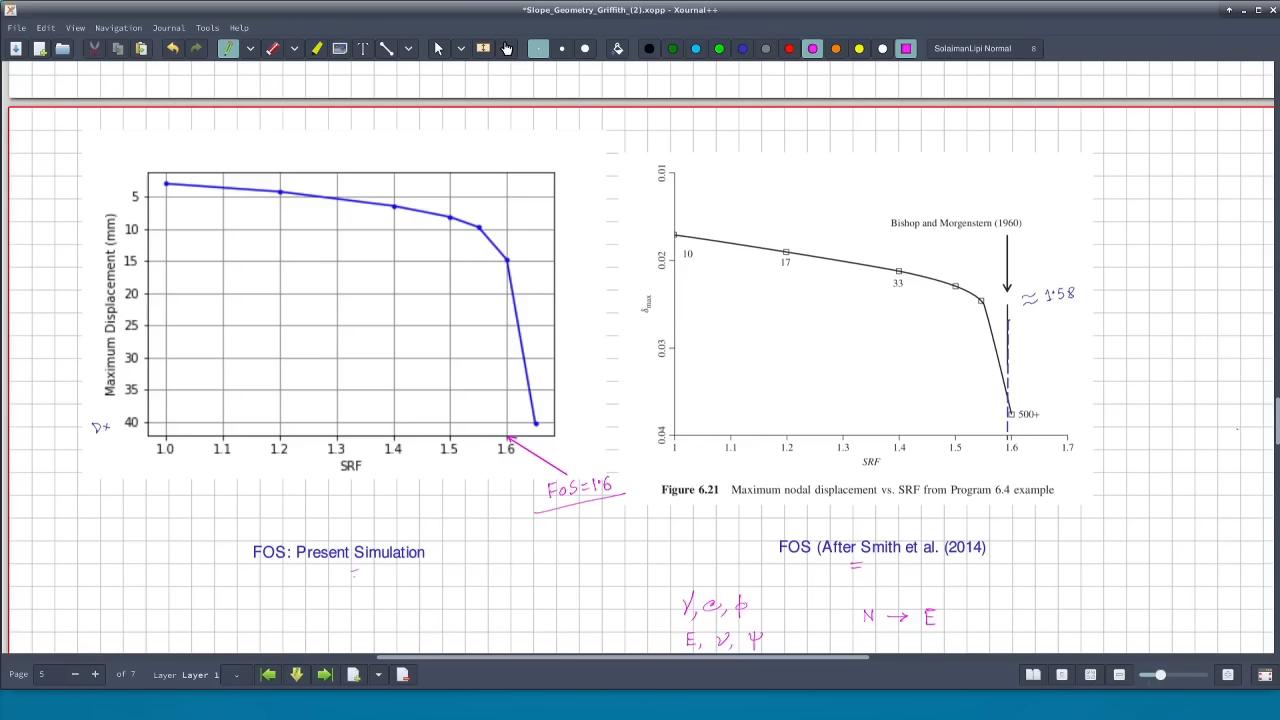 *Slope_Geometry_Griffith_(2).xopp - Xournal++
File Edit View Navigate Journal Tools Help
SolaimanLipi Normal 8
Maximum Displacement (mm)
5
10
15
20
25
30
35
40
1.0 1.1 1.2 1.3 1.4 1.5 1.6
SRF
FOS=1.6
FOS: Present Simulation
0.01
0.02
0.03
0.04
δmax
Bishop and Morgenstern (1960)
≈ 1.58
10
17
33
500+
1 1.1 1.2 1.3 1.4 1.5 1.6 1.7
SRF
Figure 6.21 Maximum nodal displacement vs. SRF from Program 6.4 example
FOS (After Smith et al. (2014)
γ, c, φ
E, ν, ψ
N → E
Page 5 of 7 Layer Layer 1